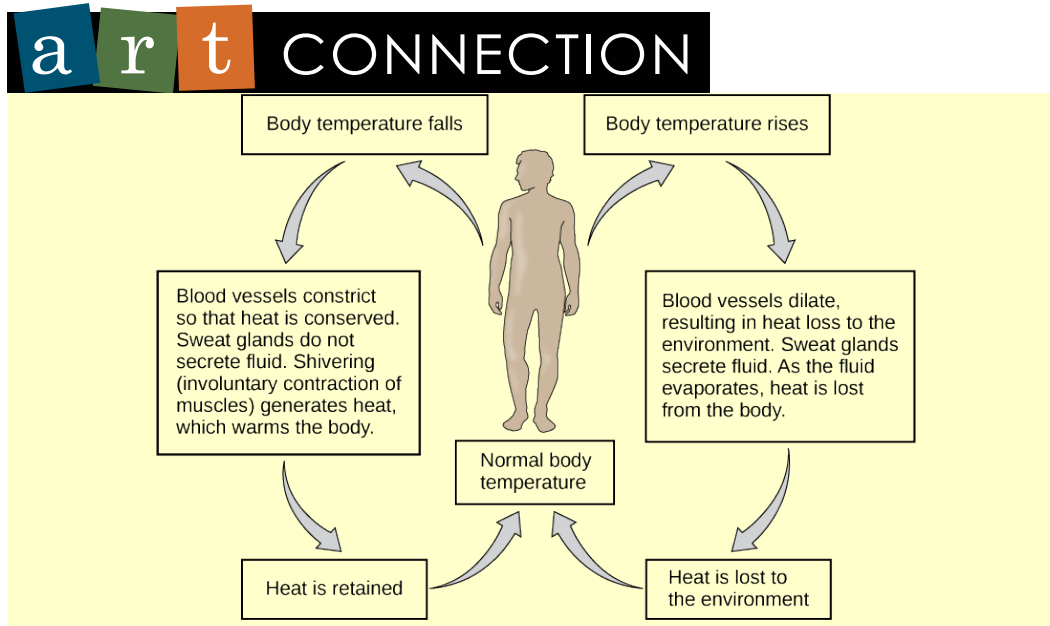 art CONNECTION
Body temperature falls
Body temperature rises
Blood vessels constrict
so that heat is conserved.
Sweat glands do not
secrete fluid. Shivering
(involuntary contraction of
muscles) generates heat,
which warms the body.
Blood vessels dilate,
resulting in heat loss to the
environment. Sweat glands
secrete fluid. As the fluid
evaporates, heat is lost
from the body.
Normal body
temperature
Heat is retained
Heat is lost to
the environment